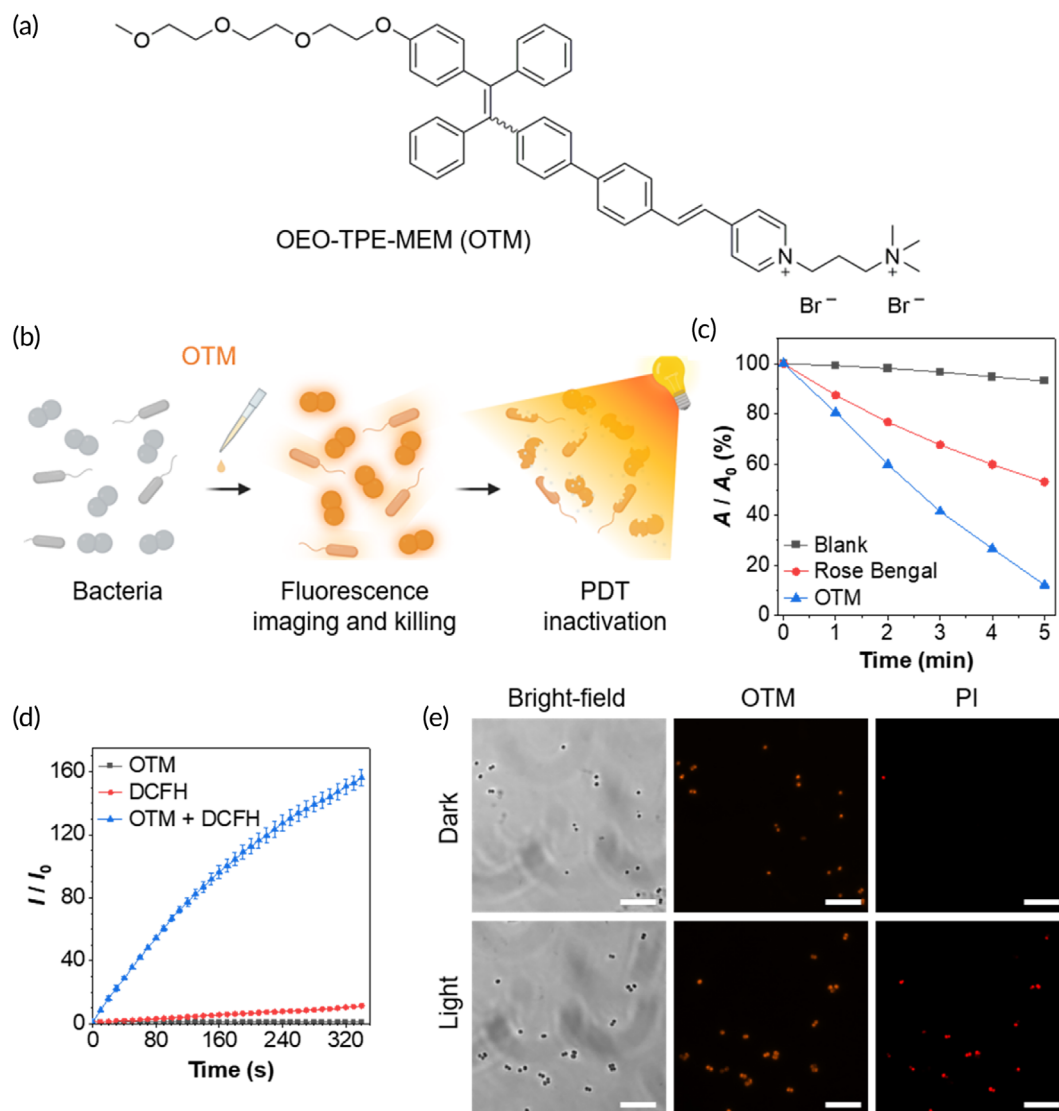 (a)
O
O
O
O
N
+
N
+
Br⁻
Br⁻
OEO-TPE-MEM (OTM)
(b)
OTM
Bacteria
Fluorescence
imaging and killing
PDT
inactivation
(c)
A / A₀ (%)
100
80
60
40
20
0
Blank
Rose Bengal
OTM
0 1 2 3 4 5
Time (min)
(d)
I / I₀
160
120
80
40
0
OTM
DCFH
OTM + DCFH
0 80 160 240 320
Time (s)
(e)
Bright-field OTM PI
Dark
Light